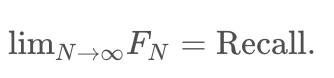 lim_{N→∞} F_N = Recall.